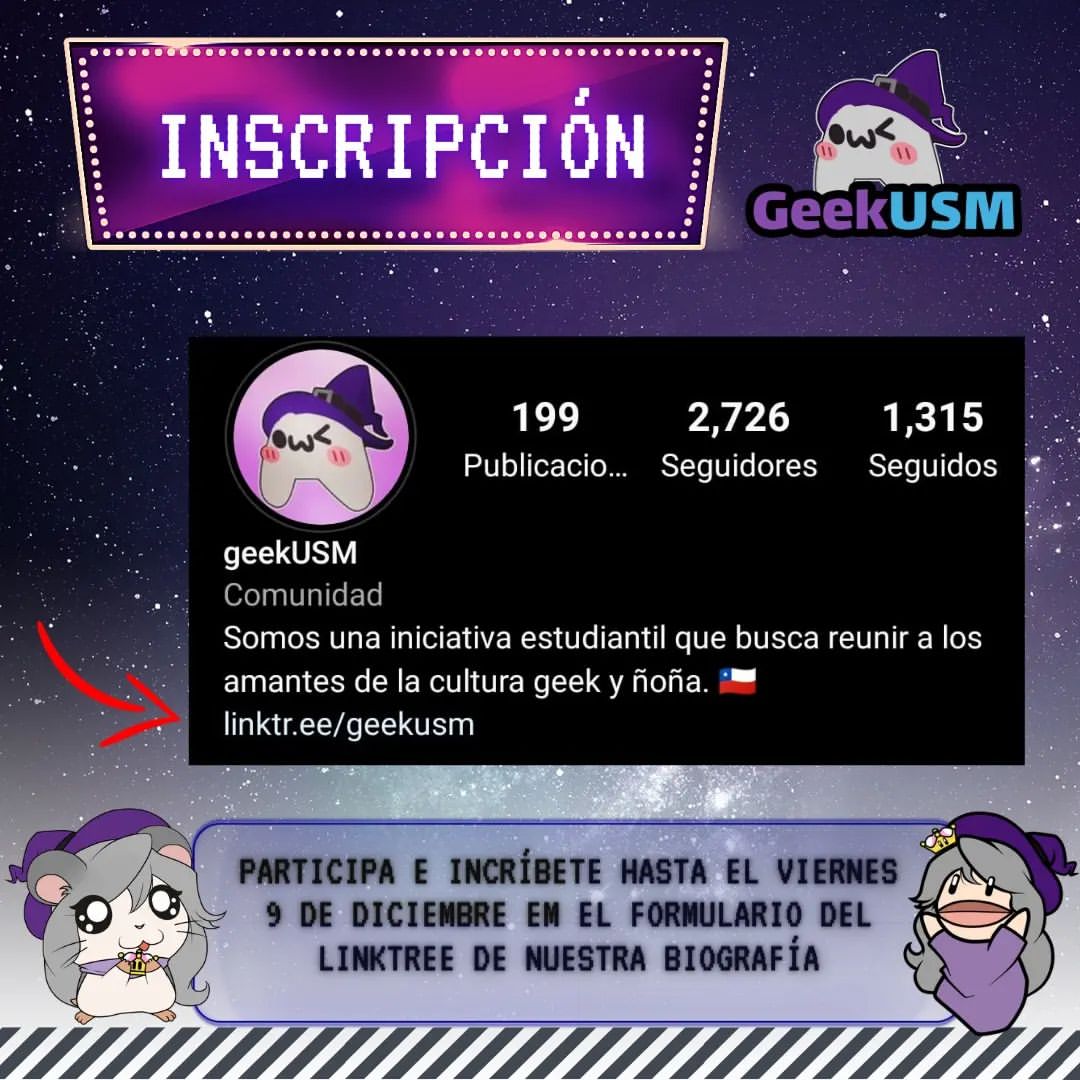 INSCRIPCIÓN
GeekUSM
199
2,726
1,315
Publicacio...
Seguidores
Seguidos
geekUSM
Comunidad
Somos una iniciativa estudiantil que busca reunir a los
amantes de la cultura geek y ñoña. 🇨🇱
linktr.ee/geekusm
PARTICIPA E INCRÍBETE HASTA EL VIERNES
9 DE DICIEMBRE EM EL FORMULARIO DEL
LINKTREE DE NUESTRA BIOGRAFÍA